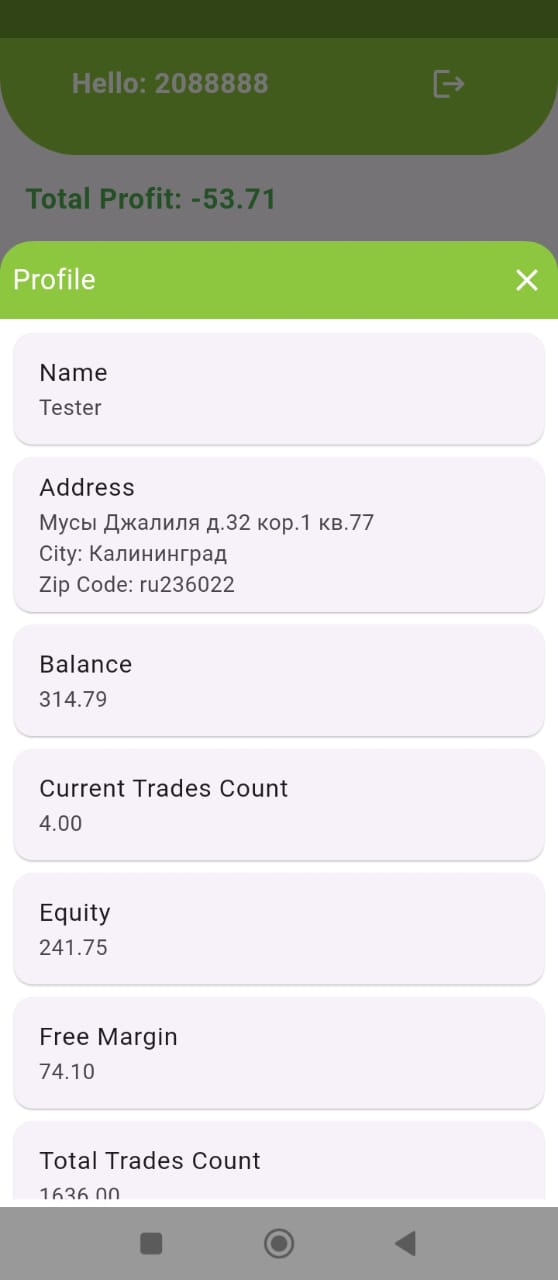 Hello: 2088888
Total Profit: -53.71
Profile
Name
Tester
Address
Мусы Джалиля д.32 кор.1 кв.77
City: Калининград
Zip Code: ru236022
Balance
314.79
Current Trades Count
4.00
Equity
241.75
Free Margin
74.10
Total Trades Count
1636.00